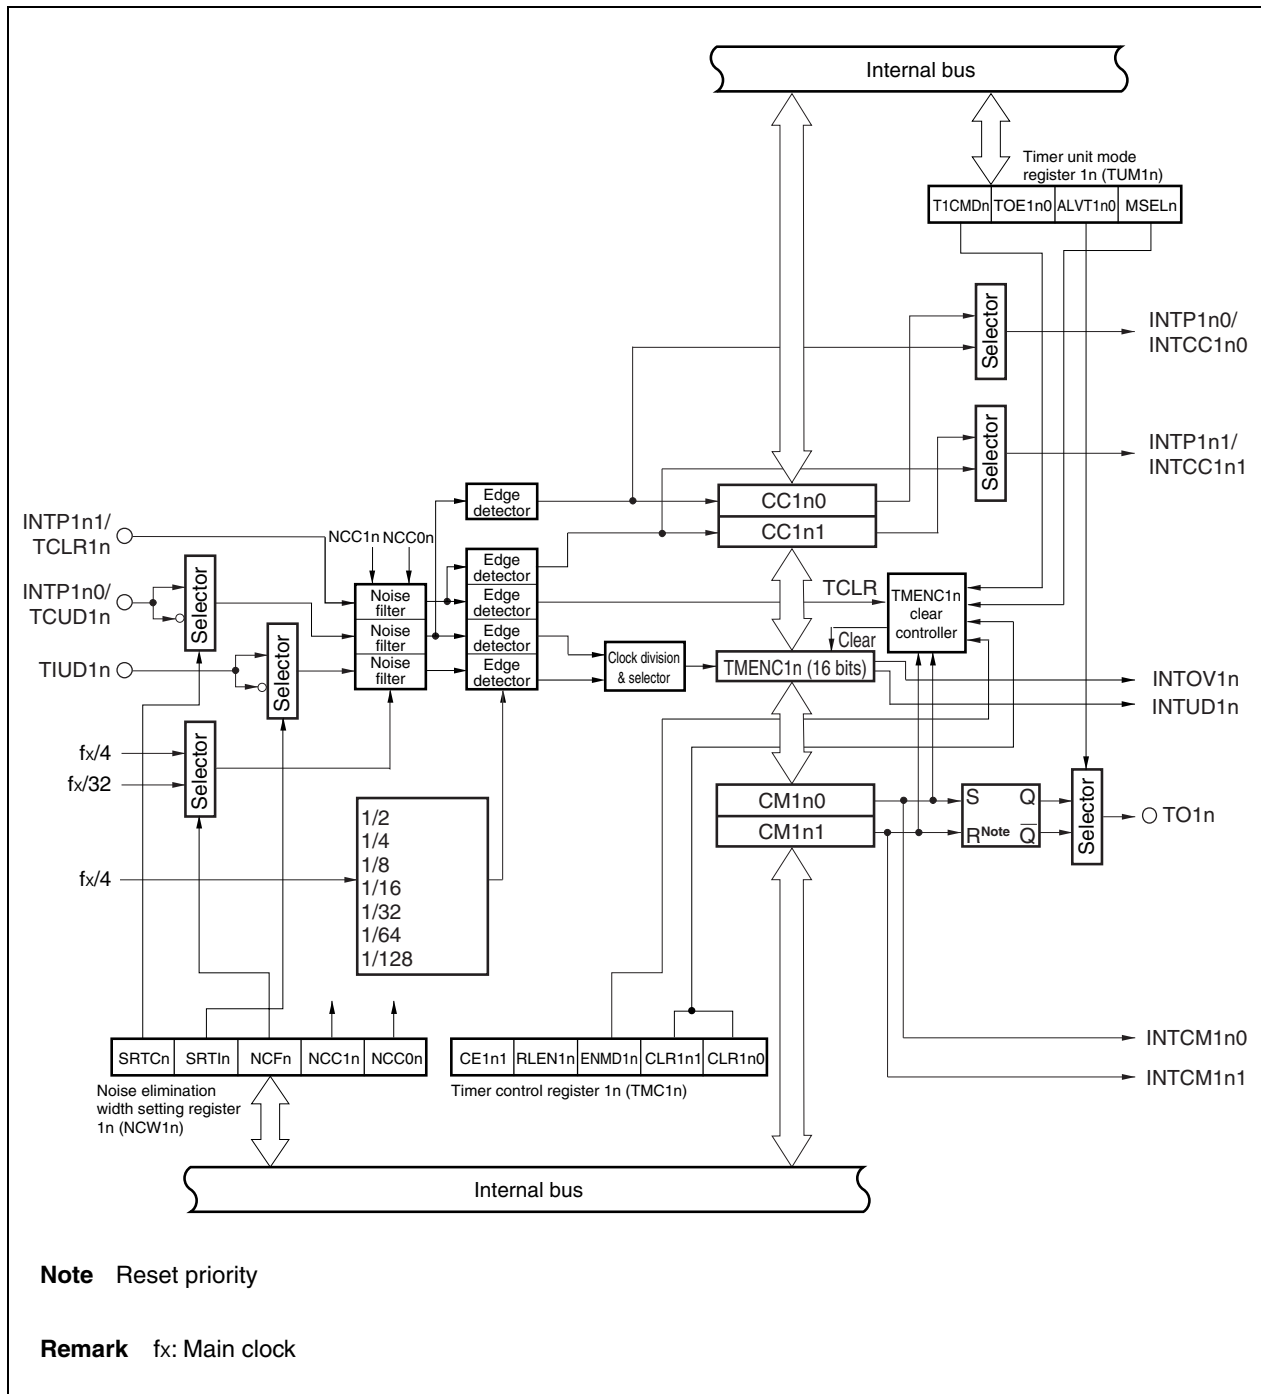 Internal bus
Timer unit mode
register 1n (TUM1n)
T1CMDn TOE1n0 ALVT1n0 MSELn
Selector
INTP1n0/
INTCC1n0
Selector
INTP1n1/
INTCC1n1
Edge
detector
CC1n0
CC1n1
INTP1n1/
TCLR1n
NCC1n NCC0n
INTP1n0/
TCUD1n
Selector
TIUD1n
Selector
Noise
filter
Noise
filter
Noise
filter
Edge
detector
Edge
detector
Edge
detector
Edge
detector
Clock division
& selector
TCLR
TMENC1n
clear
controller
Clear
TMENC1n (16 bits)
INTOV1n
INTUD1n
fx/4
fx/32
Selector
CM1n0
CM1n1
S Q
R Note Q̅
Selector
TO1n
fx/4
1/2
1/4
1/8
1/16
1/32
1/64
1/128
SRTCn SRTIn NCFn NCC1n NCC0n
Noise elimination
width setting register
1n (NCW1n)
CE1n1 RLEN1n ENMD1n CLR1n1 CLR1n0
Timer control register 1n (TMC1n)
INTCM1n0
INTCM1n1
Internal bus
Note Reset priority
Remark fx: Main clock